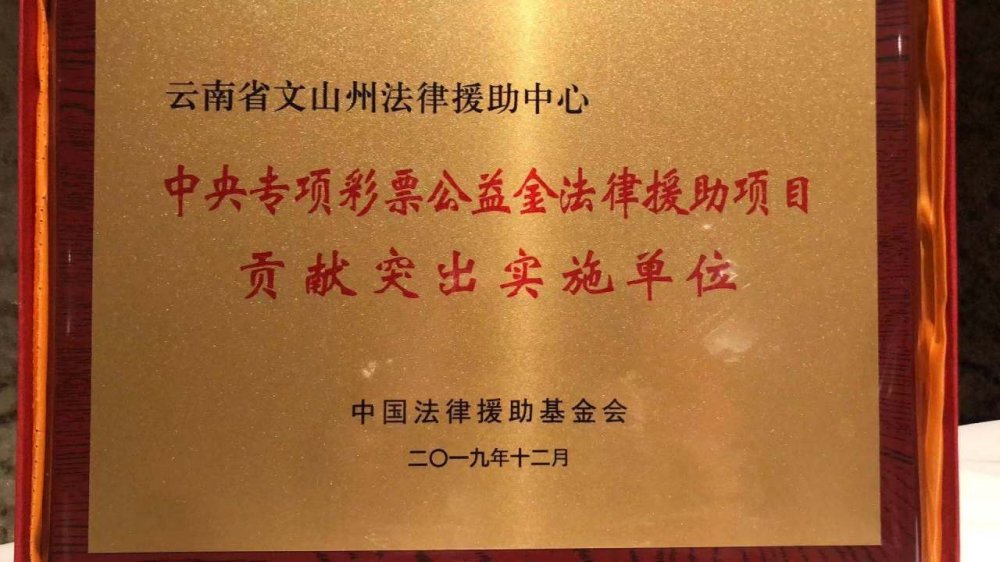 云南省文山州法律援助中心
中央专项彩票公益金法律援助项目
贡献突出实施单位
中国法律援助基金会
二〇一九年十二月